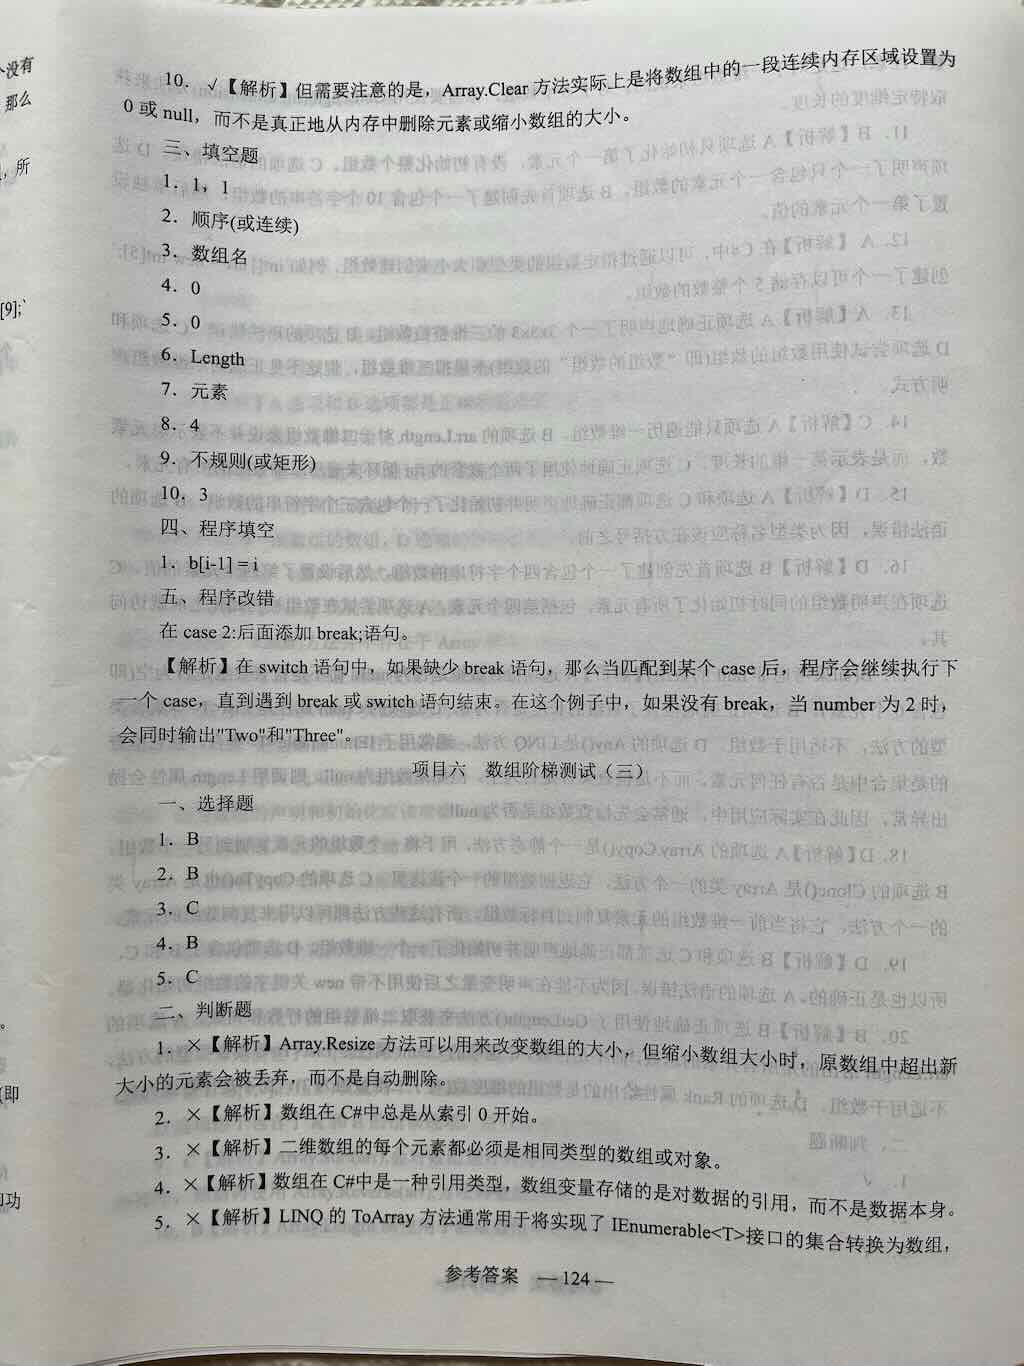 个没有
那么
，所
[9];`
。
(即
门功
10．√【解析】但需要注意的是，Array.Clear 方法实际上是将数组中的一段连续内存区域设置为
0 或 null，而不是真正地从内存中删除元素或缩小数组的大小。
三、填空题
1．1，1
2．顺序(或连续)
3．数组名
4．0
5．0
6．Length
7．元素
8．4
9．不规则(或矩形)
10．3
四、程序填空
1．b[i-1] = i
五、程序改错
在 case 2:后面添加 break;语句。
【解析】在 switch 语句中，如果缺少 break 语句，那么当匹配到某个 case 后，程序会继续执行下
一个 case，直到遇到 break 或 switch 语句结束。在这个例子中，如果没有 break，当 number 为 2 时，
会同时输出"Two"和"Three"。
项目六　数组阶梯测试（三）
一、选择题
1．B
2．B
3．C
4．B
5．C
二、判断题
1．×【解析】Array.Resize 方法可以用来改变数组的大小，但缩小数组大小时，原数组中超出新
大小的元素会被丢弃，而不是自动删除。
2．×【解析】数组在 C#中总是从索引 0 开始。
3．×【解析】二维数组的每个元素都必须是相同类型的数组或对象。
4．×【解析】数组在 C#中是一种引用类型，数组变量存储的是对数据的引用，而不是数据本身。
5．×【解析】LINQ 的 ToArray 方法通常用于将实现了 IEnumerable<T>接口的集合转换为数组，
参考答案　— 124 —